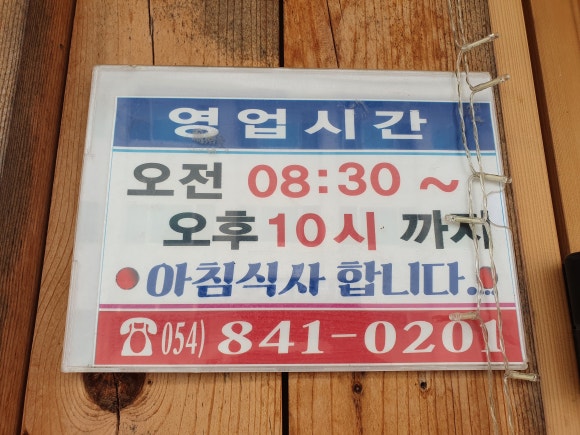 영업시간
오전 08:30 ~
오후 10시 까지
아침식사 합니다..!
☎ 054) 841-0201